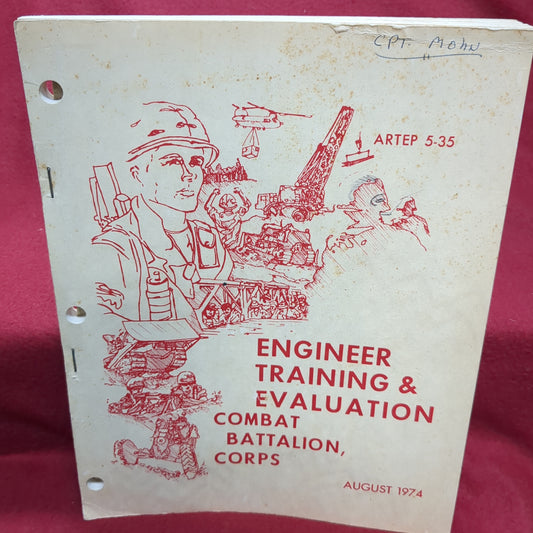 CPT. MOHN
ARTEP 5-35
ENGINEER
TRAINING &
EVALUATION
COMBAT
BATTALION,
CORPS
AUGUST 1974